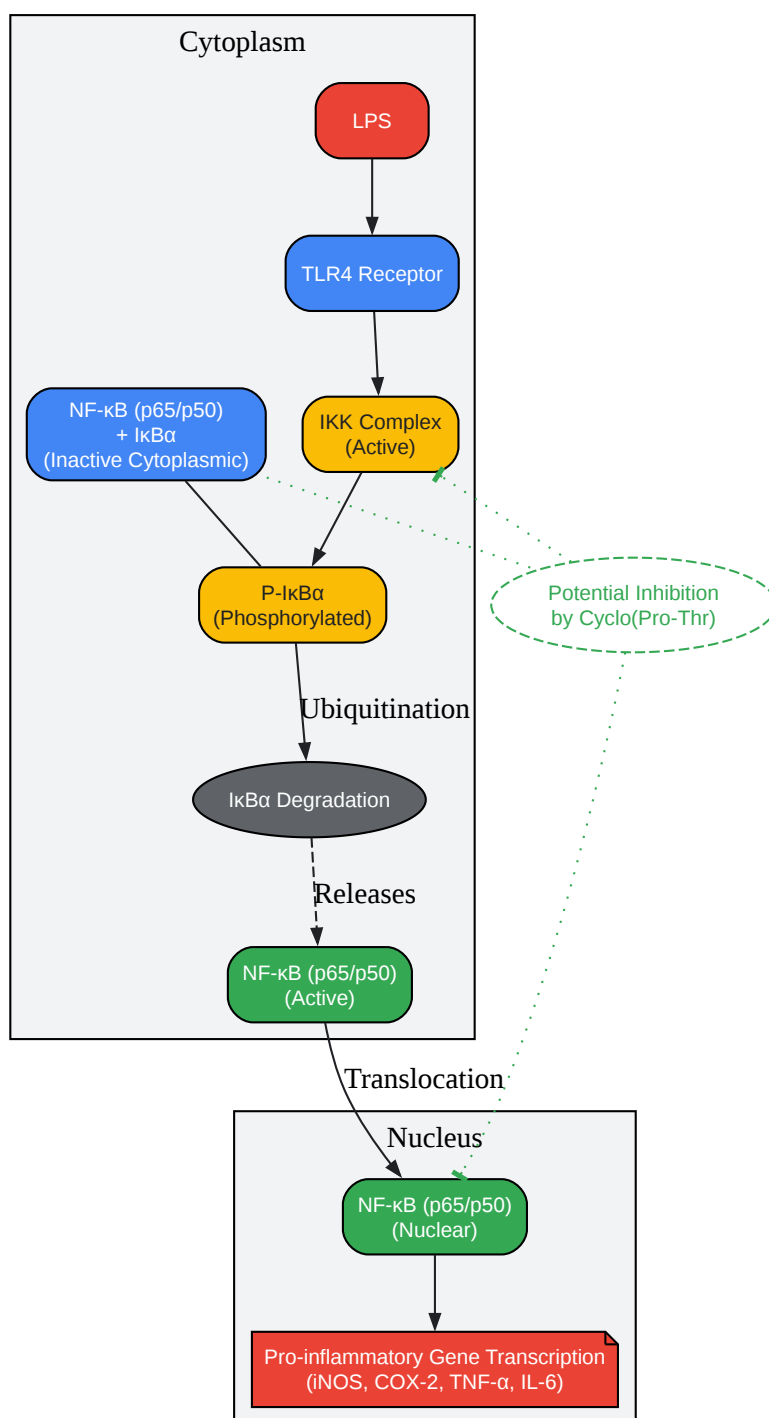 Cytoplasm
LPS
TLR4 Receptor
NF-κB (p65/p50)
+ IκBα
(Inactive Cytoplasmic)
IKK Complex
(Active)
P-IκBα
(Phosphorylated)
Potential Inhibition
by Cyclo(Pro-Thr)
Ubiquitination
IκBα Degradation
Releases
NF-κB (p65/p50)
(Active)
Translocation
Nucleus
NF-κB (p65/p50)
(Nuclear)
Pro-inflammatory Gene Transcription
(iNOS, COX-2, TNF-α, IL-6)